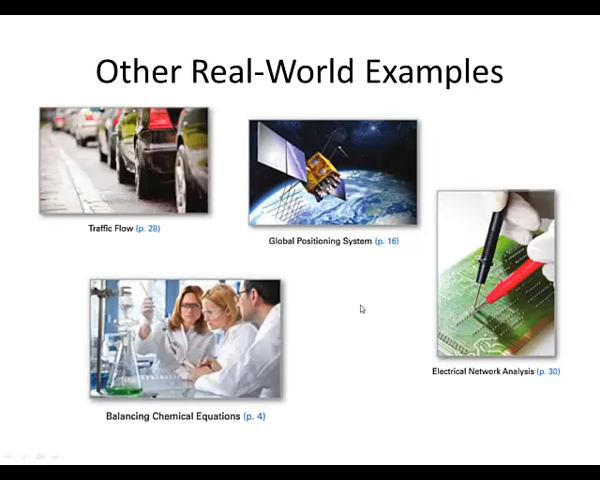 Other Real-World Examples
Traffic Flow (p. 28)
Global Positioning System (p. 16)
Electrical Network Analysis (p. 30)
Balancing Chemical Equations (p. 4)